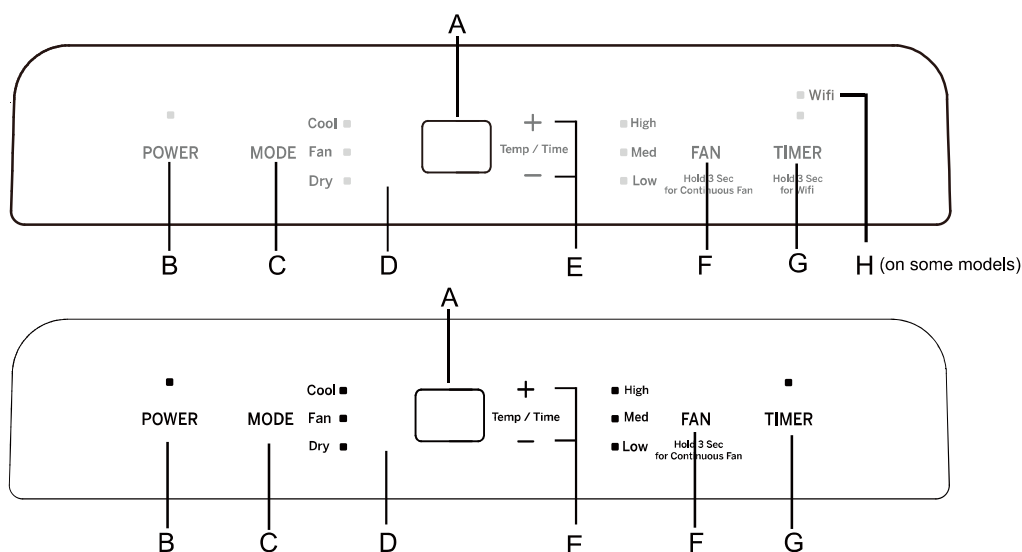 A
Wifi
Cool
+
High
POWER
MODE
Fan
Temp / Time
Med
FAN
TIMER
Dry
−
Low
Hold 3 Sec
for Continuous Fan
Hold 3 Sec
for Wifi
B
C
D
E
F
G
H (on some models)
A
Cool
+
High
POWER
MODE
Fan
Temp / Time
Med
FAN
TIMER
Dry
−
Low
Hold 3 Sec
for Continuous Fan
B
C
D
E
F
G